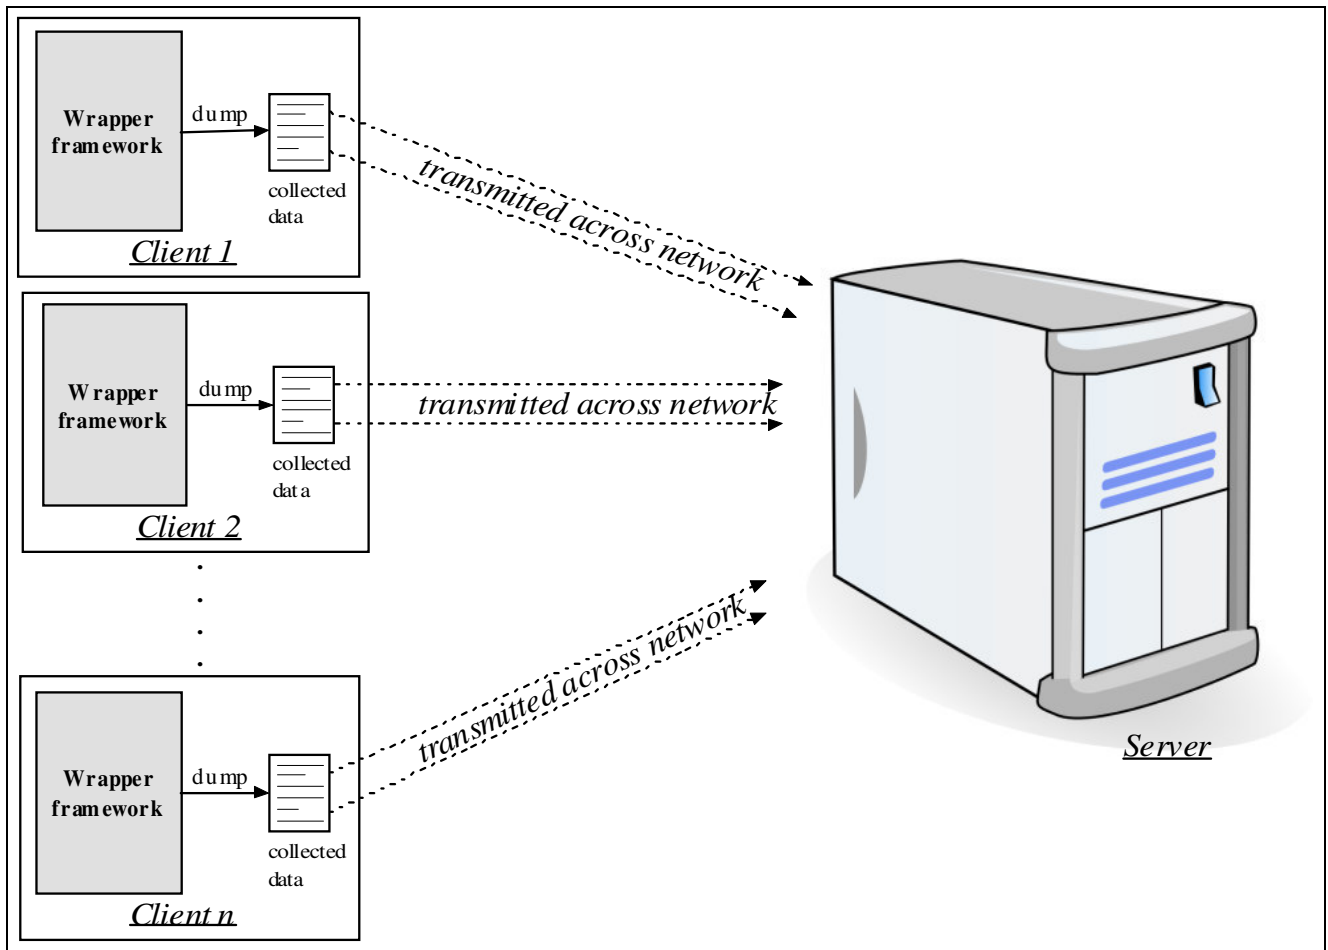 Wrapper
framework
dump
collected
data
Client 1
transmitted across network
Wrapper
framework
dump
collected
data
Client 2
transmitted across network
Wrapper
framework
dump
collected
data
Client n
transmitted across network
Server